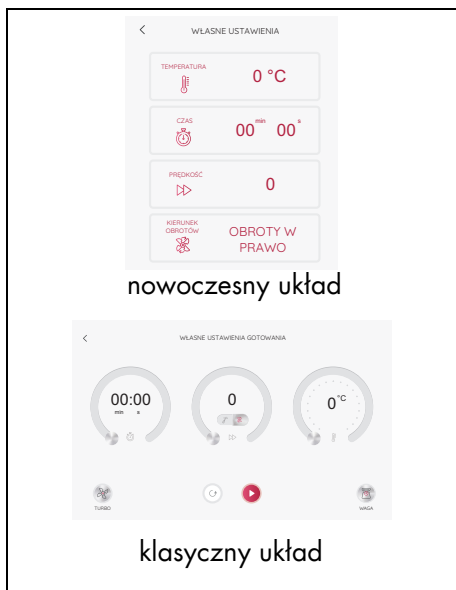 WŁASNE USTAWIENIA
TEMPERATURA
0 °C
CZAS
00 min 00 s
PRĘDKOŚĆ
0
KIERUNEK
OBROTÓW
OBROTY W
PRAWO
nowoczesny układ
WŁASNE USTAWIENIA GOTOWANIA
00:00
min s
0
0°C
TURBO
WAGA
klasyczny układ